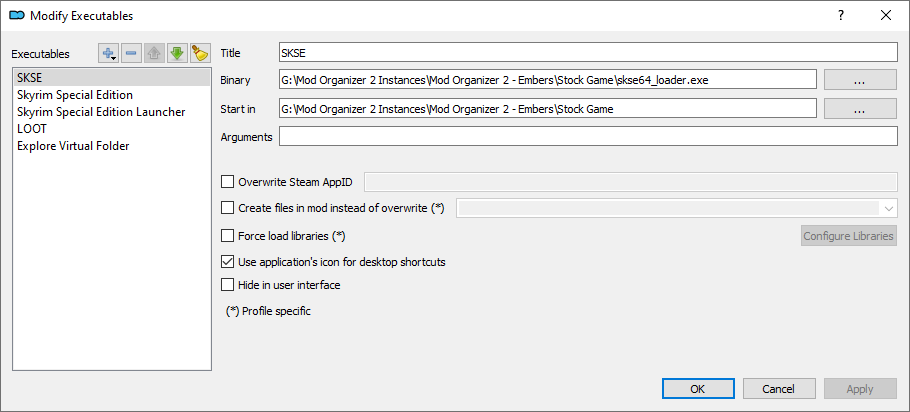 Modify Executables
Executables
SKSE
Skyrim Special Edition
Skyrim Special Edition Launcher
LOOT
Explore Virtual Folder
Title SKSE
Binary G:\Mod Organizer 2 Instances\Mod Organizer 2 - Embers\Stock Game\skse64_loader.exe ...
Start in G:\Mod Organizer 2 Instances\Mod Organizer 2 - Embers\Stock Game ...
Arguments
Overwrite Steam AppID
Create files in mod instead of overwrite (*)
Force load libraries (*) Configure Libraries
Use application's icon for desktop shortcuts
Hide in user interface
(*) Profile specific
OK Cancel Apply